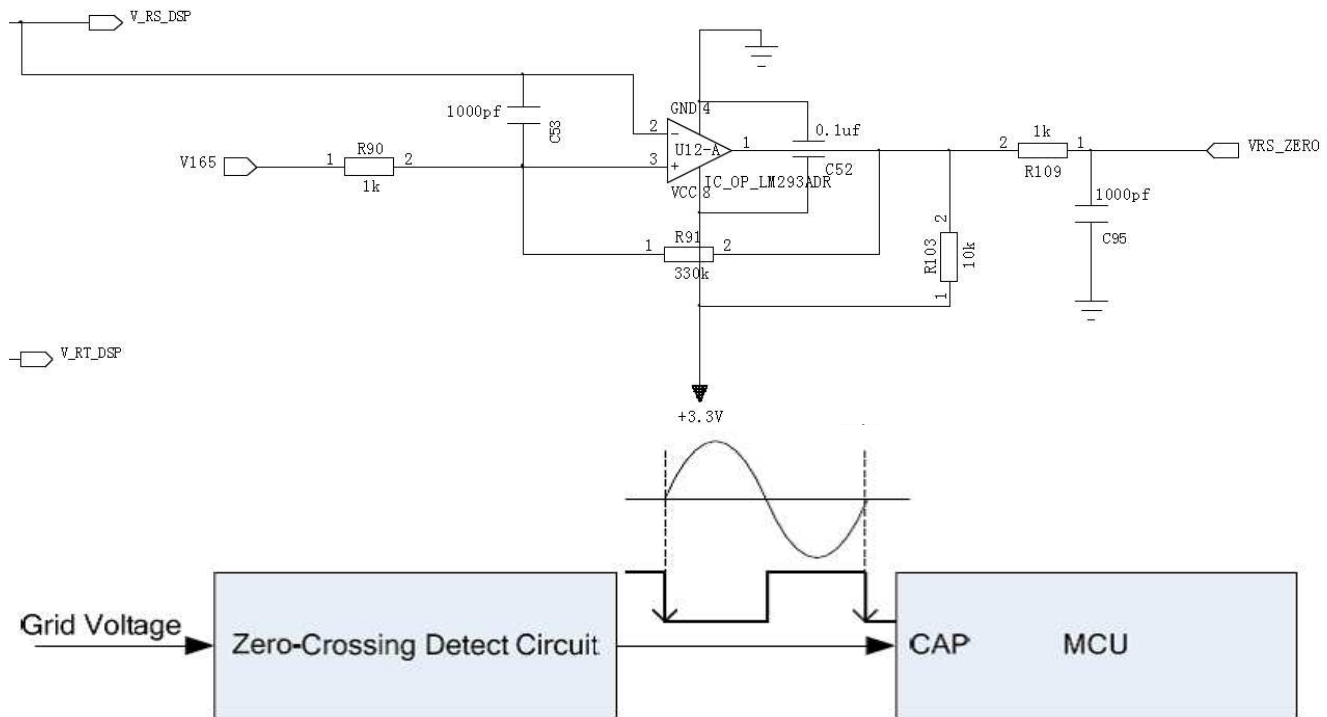 V_RS_DSP
GND 4
1000pf
C53
0.1uf
2
−
U12-A
1
1k
V165
1
R90
2
3
+
2
1
VRS_ZERO
1k
C52
R109
VCC 8
IC_OP_LM293ADR
1000pf
R91
2
C95
1
2
R103
10k
330k
1
V_RT_DSP
+3.3V
Grid Voltage
Zero-Crossing Detect Circuit
CAP
MCU